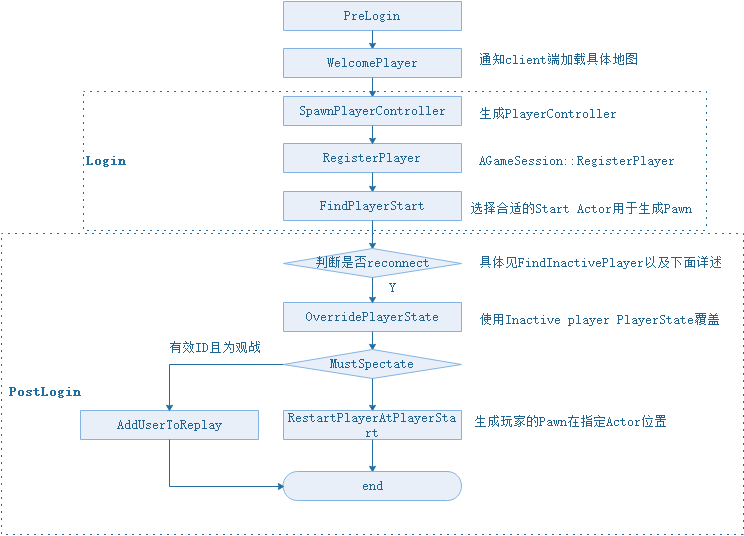 PreLogin
WelcomePlayer
通知client端加载具体地图
SpawnPlayerController
生成PlayerController
Login
RegisterPlayer
AGameSession::RegisterPlayer
FindPlayerStart
选择合适的Start Actor用于生成Pawn
判断是否reconnect
具体见FindInactivePlayer以及下面详述
Y
OverridePlayerState
使用Inactive player PlayerState覆盖
有效ID且为观战
MustSpectate
PostLogin
AddUserToReplay
RestartPlayerAtPlayerSta
rt
生成玩家的Pawn在指定Actor位置
end